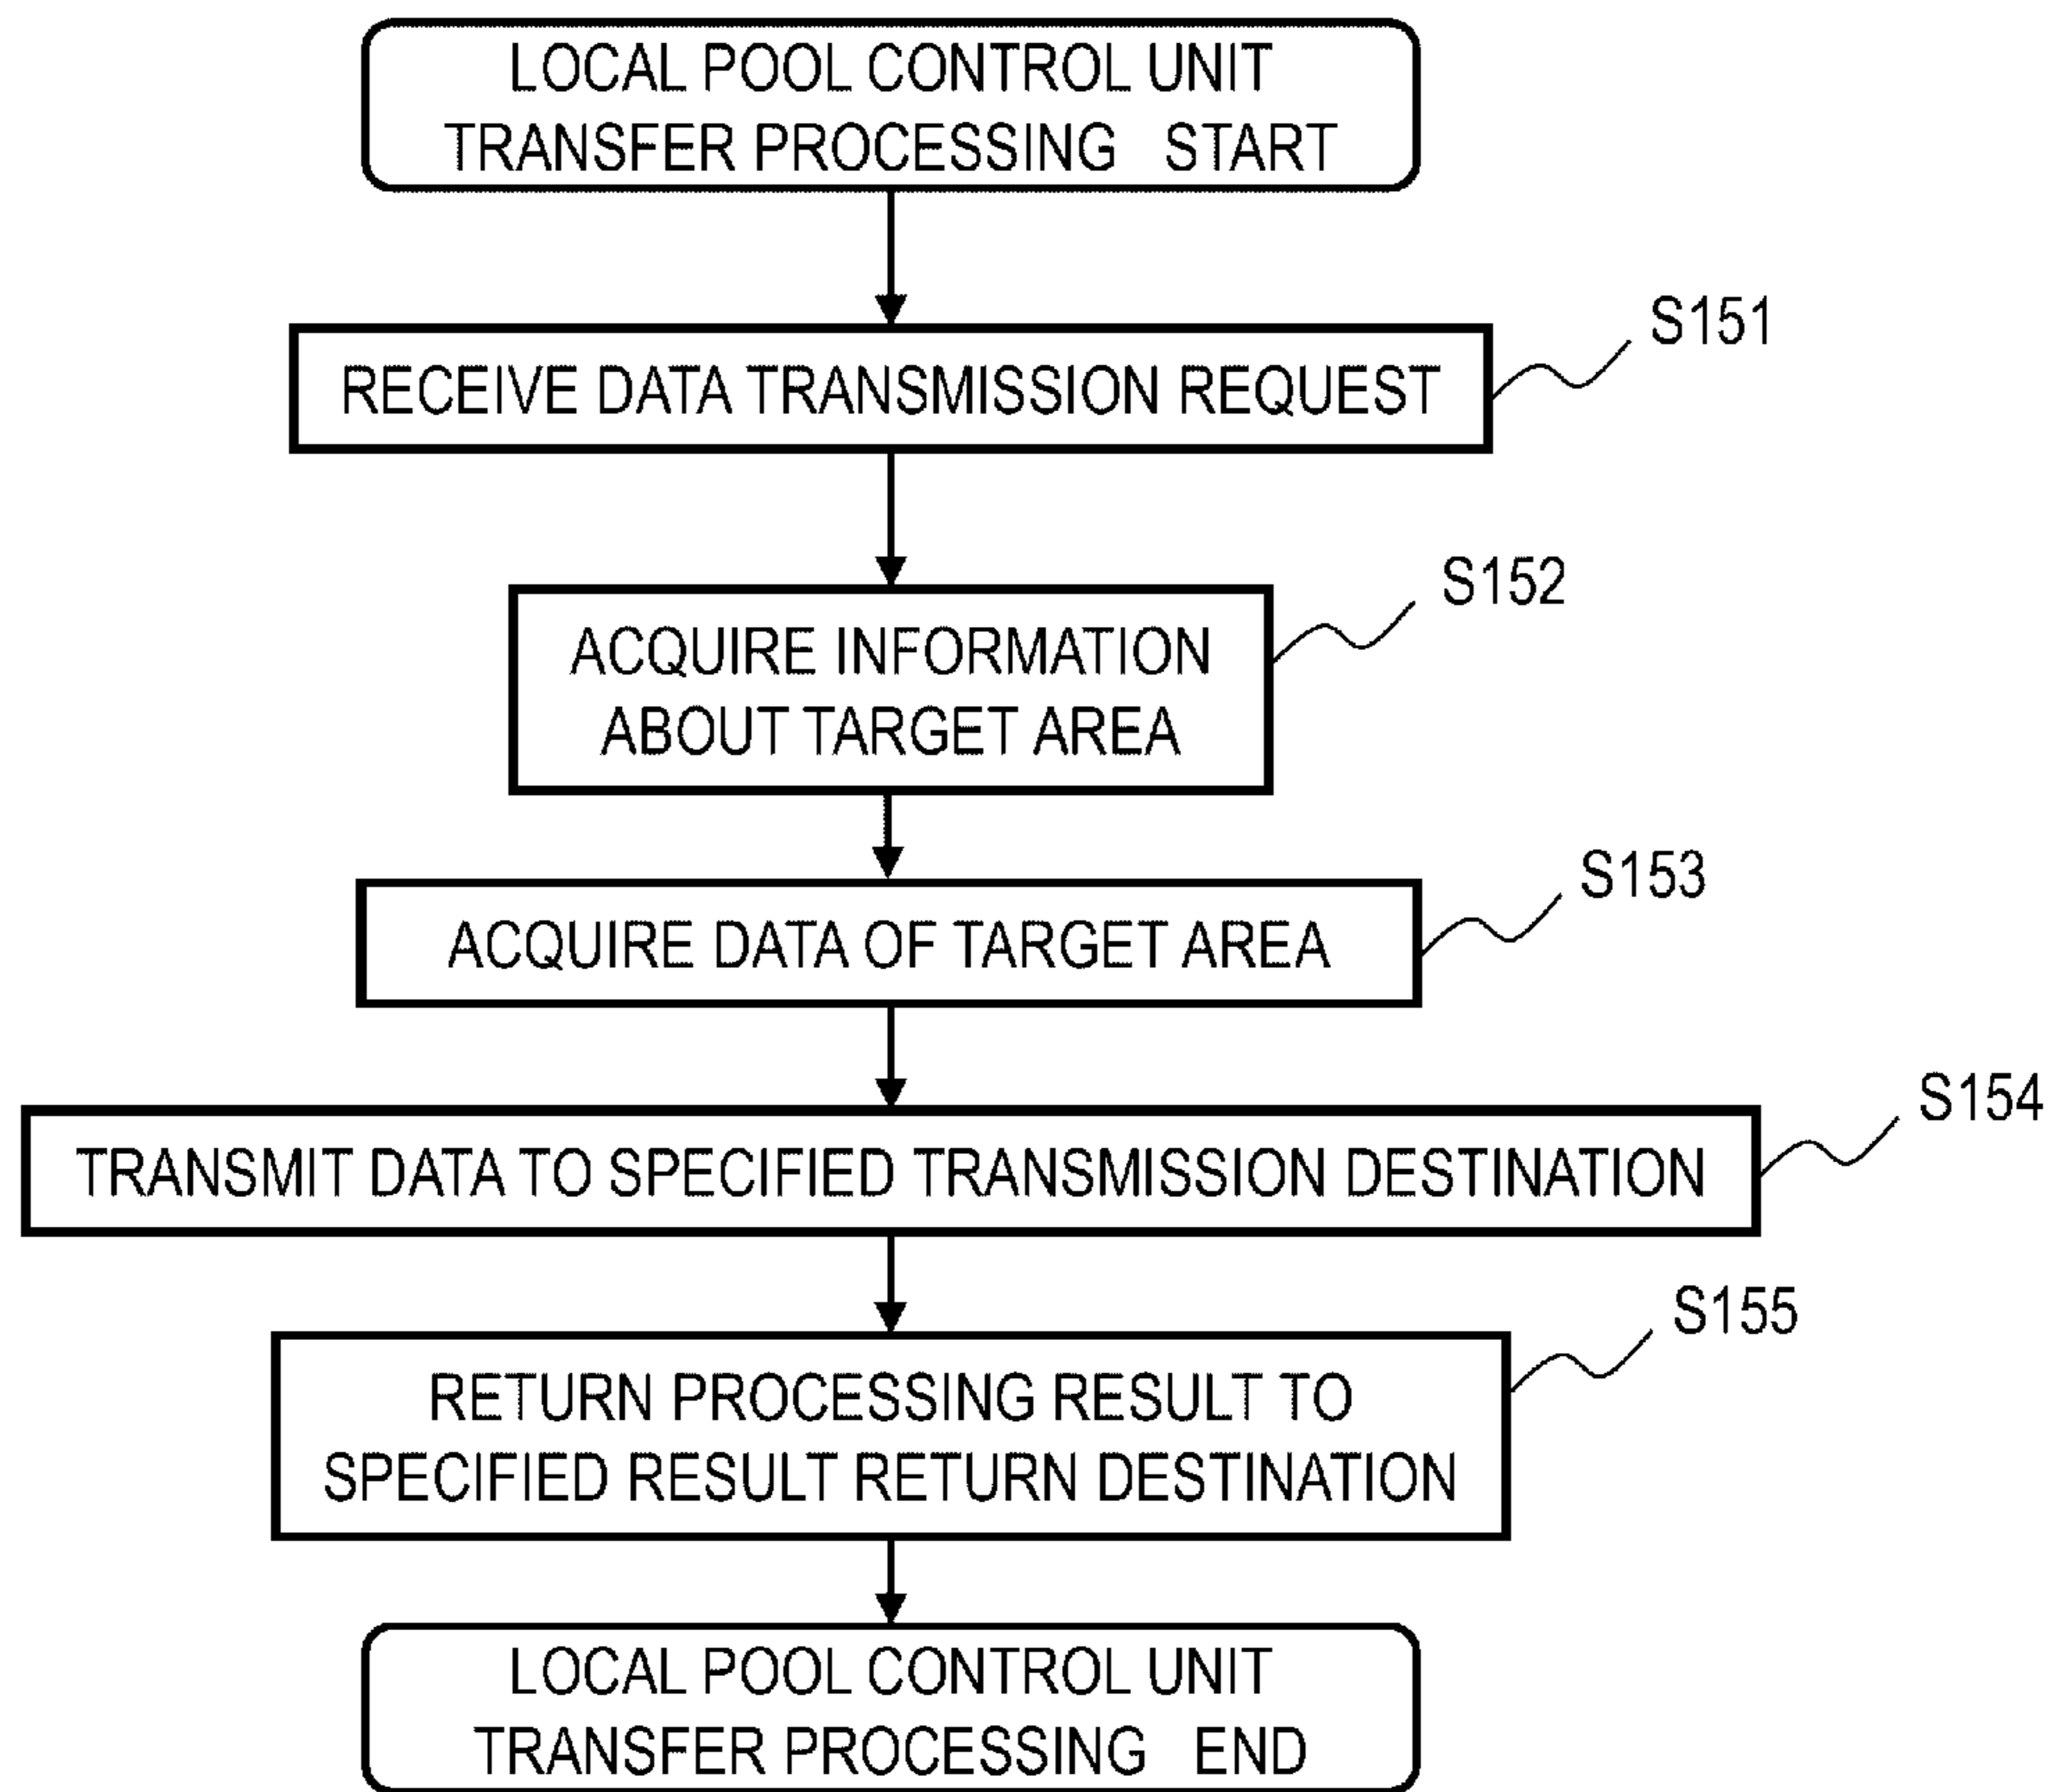 LOCAL POOL CONTROL UNIT
TRANSFER PROCESSING START
S151
RECEIVE DATA TRANSMISSION REQUEST
S152
ACQUIRE INFORMATION
ABOUT TARGET AREA
S153
ACQUIRE DATA OF TARGET AREA
S154
TRANSMIT DATA TO SPECIFIED TRANSMISSION DESTINATION
S155
RETURN PROCESSING RESULT TO
SPECIFIED RESULT RETURN DESTINATION
LOCAL POOL CONTROL UNIT
TRANSFER PROCESSING END